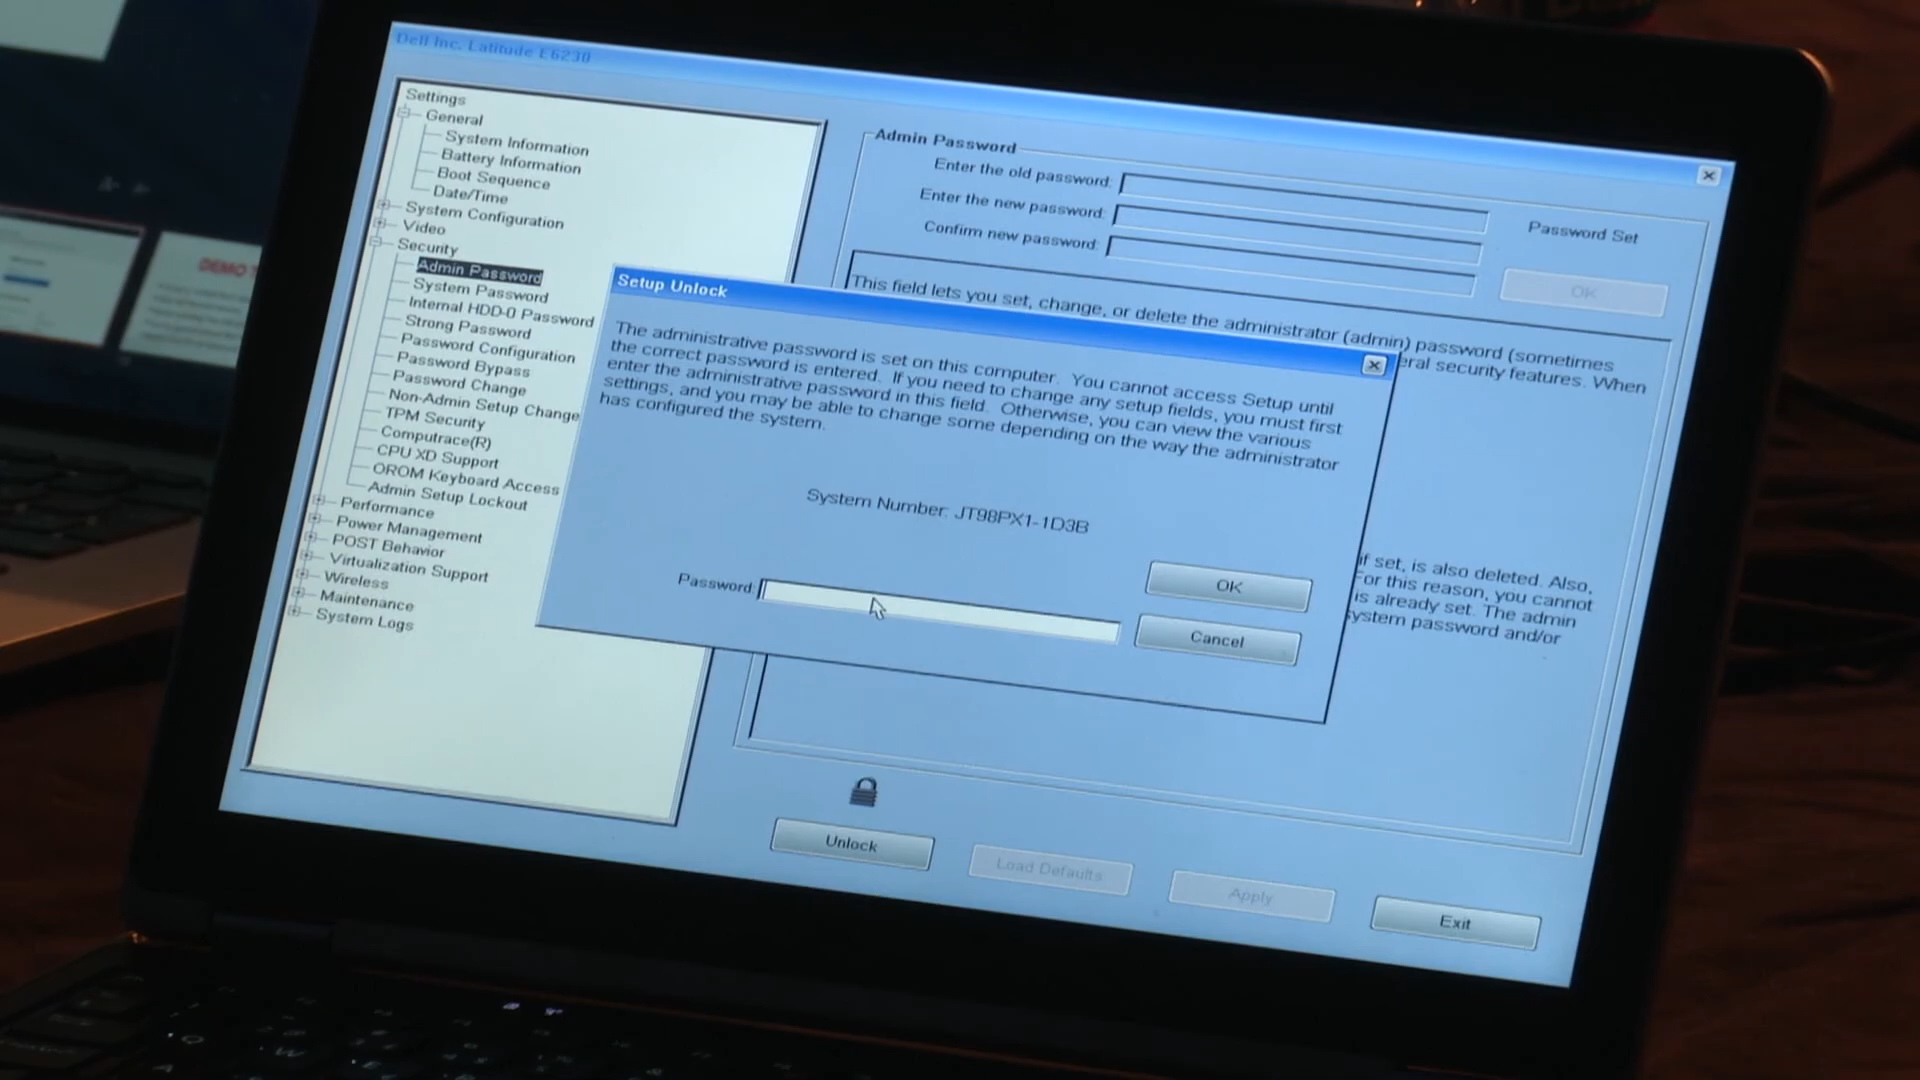 Dell Inc. Latitude E6230
Settings
General
System Information
Battery Information
Boot Sequence
Date/Time
System Configuration
Video
Security
Admin Password
System Password
Internal HDD-0 Password
Strong Password
Password Configuration
Password Bypass
Password Change
Non-Admin Setup Change
TPM Security
Computrace(R)
CPU XD Support
OROM Keyboard Access
Admin Setup Lockout
Performance
Power Management
POST Behavior
Virtualization Support
Wireless
Maintenance
System Logs
Admin Password
Enter the old password:
Enter the new password:
Confirm new password:
Password Set
OK
This field lets you set, change, or delete the administrator (admin) password (sometimes
eral security features. When
if set, is also deleted. Also,
For this reason, you cannot
is already set. The admin
system password and/or
Setup Unlock
The administrative password is set on this computer. You cannot access Setup until
the correct password is entered. If you need to change any setup fields, you must first
enter the administrative password in this field. Otherwise, you can view the various
settings, and you may be able to change some depending on the way the administrator
has configured the system.
System Number: JT98PX1-1D3B
Password:
OK
Cancel
Unlock
Load Defaults
Apply
Exit
DEMO